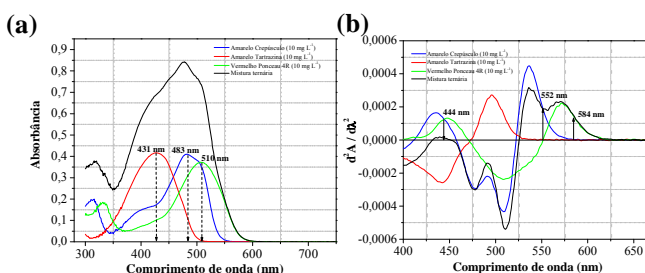 (a)
Absorbância
0,8
0,7
0,6
0,5
0,4
0,3
0,2
0,1
0,0
Amarelo Crepúsculo (10 mg L⁻¹)
Amarelo Tartrazina (10 mg L⁻¹)
Vermelho Ponceau 4R (10 mg L⁻¹)
Mistura ternária
431 nm
483 nm
510 nm
300 400 500 600 700
Comprimento de onda (nm)
(b)
d²A / dλ²
0,0006
0,0004
0,0002
0,0000
-0,0002
-0,0004
-0,0006
Amarelo Crepúsculo (10 mg L⁻¹)
Amarelo Tartrazina (10 mg L⁻¹)
Vermelho Ponceau 4R (10 mg L⁻¹)
Mistura ternária
444 nm
552 nm
584 nm
400 450 500 550 600 650
Comprimento de onda (nm)